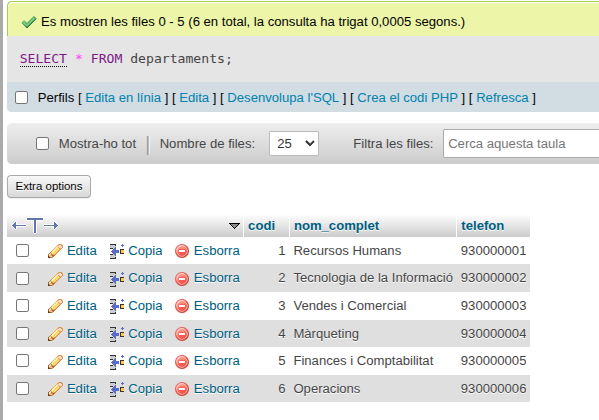 Es mostren les files 0 - 5 (6 en total, la consulta ha trigat 0,0005 segons.)
SELECT * FROM departaments;
Perfils [ Edita en línia ] [ Edita ] [ Desenvolupa l'SQL ] [ Crea el codi PHP ] [ Refresca ]
Mostra-ho tot | Nombre de files: 25 Filtra les files: Cerca aquesta taula
Extra options
codi nom_complet telefon
Edita Copia Esborra 1 Recursos Humans 930000001
Edita Copia Esborra 2 Tecnologia de la Informació 930000002
Edita Copia Esborra 3 Vendes i Comercial 930000003
Edita Copia Esborra 4 Màrqueting 930000004
Edita Copia Esborra 5 Finances i Comptabilitat 930000005
Edita Copia Esborra 6 Operacions 930000006